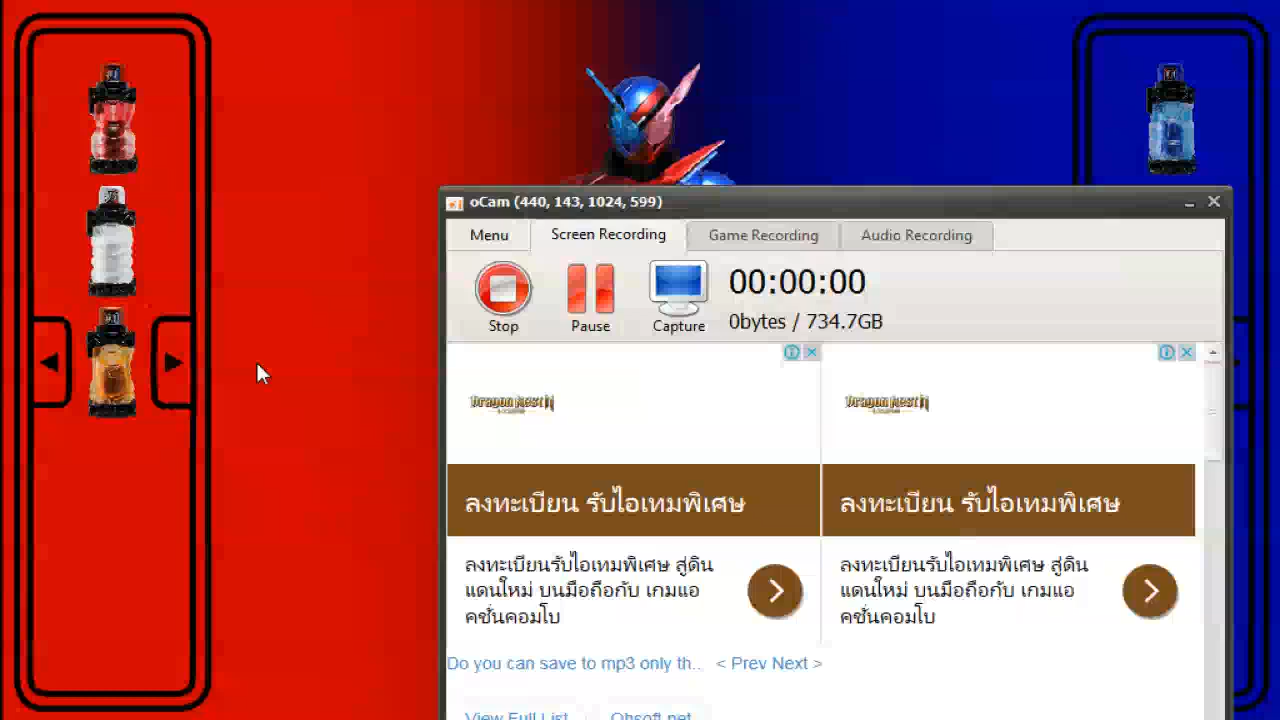 oCam (440, 143, 1024, 599)
Menu
Screen Recording
Game Recording
Audio Recording
Stop
Pause
Capture
00:00:00
0bytes / 734.7GB
Dragon Nest II
Dragon Nest II
ลงทะเบียน รับไอเทมพิเศษ
ลงทะเบียน รับไอเทมพิเศษ
ลงทะเบียนรับไอเทมพิเศษ สู่ดิน
แดนใหม่ บนมือถือกับ เกมแอ
คชั่นคอมโบ
ลงทะเบียนรับไอเทมพิเศษ สู่ดิน
แดนใหม่ บนมือถือกับ เกมแอ
คชั่นคอมโบ
Do you can save to mp3 only th.. < Prev Next >
View Full List
Ohsoft.net